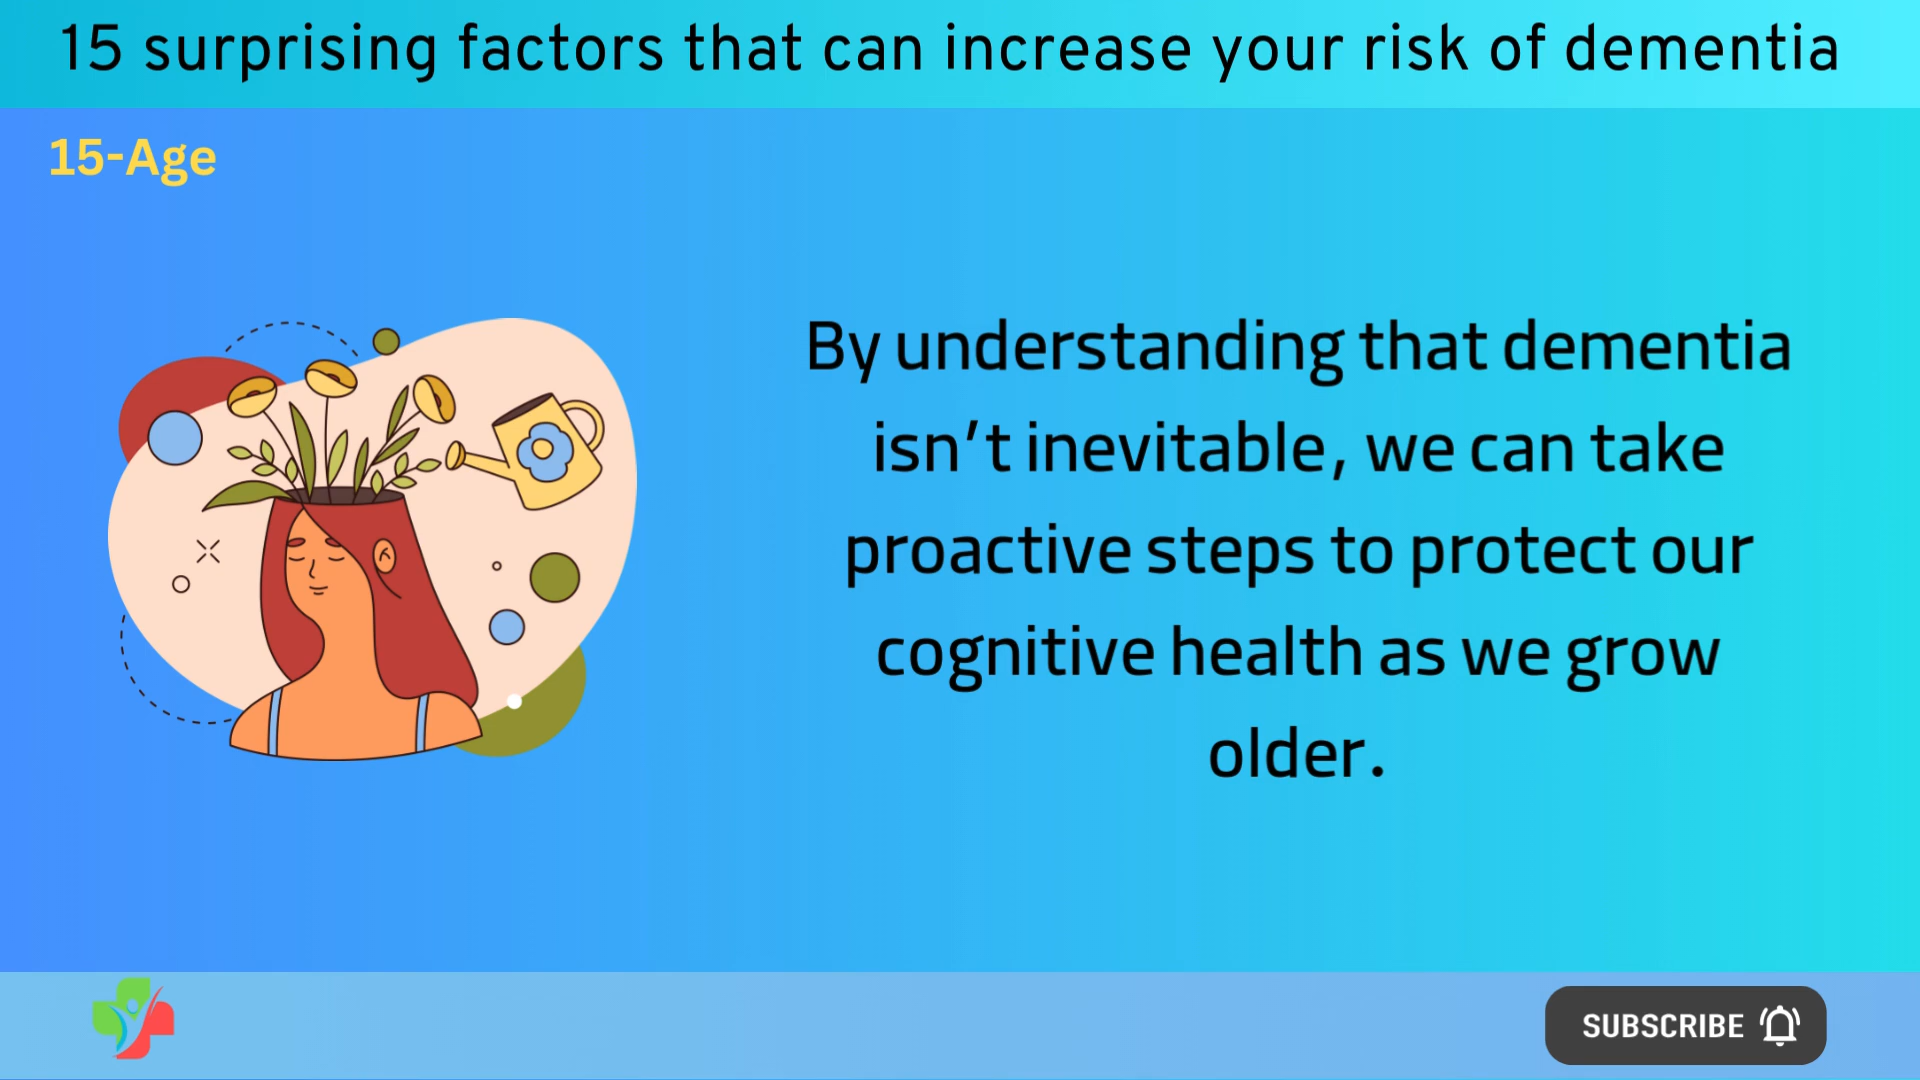 15 surprising factors that can increase your risk of dementia
15-Age
By understanding that dementia
isn't inevitable, we can take
proactive steps to protect our
cognitive health as we grow
older.
SUBSCRIBE